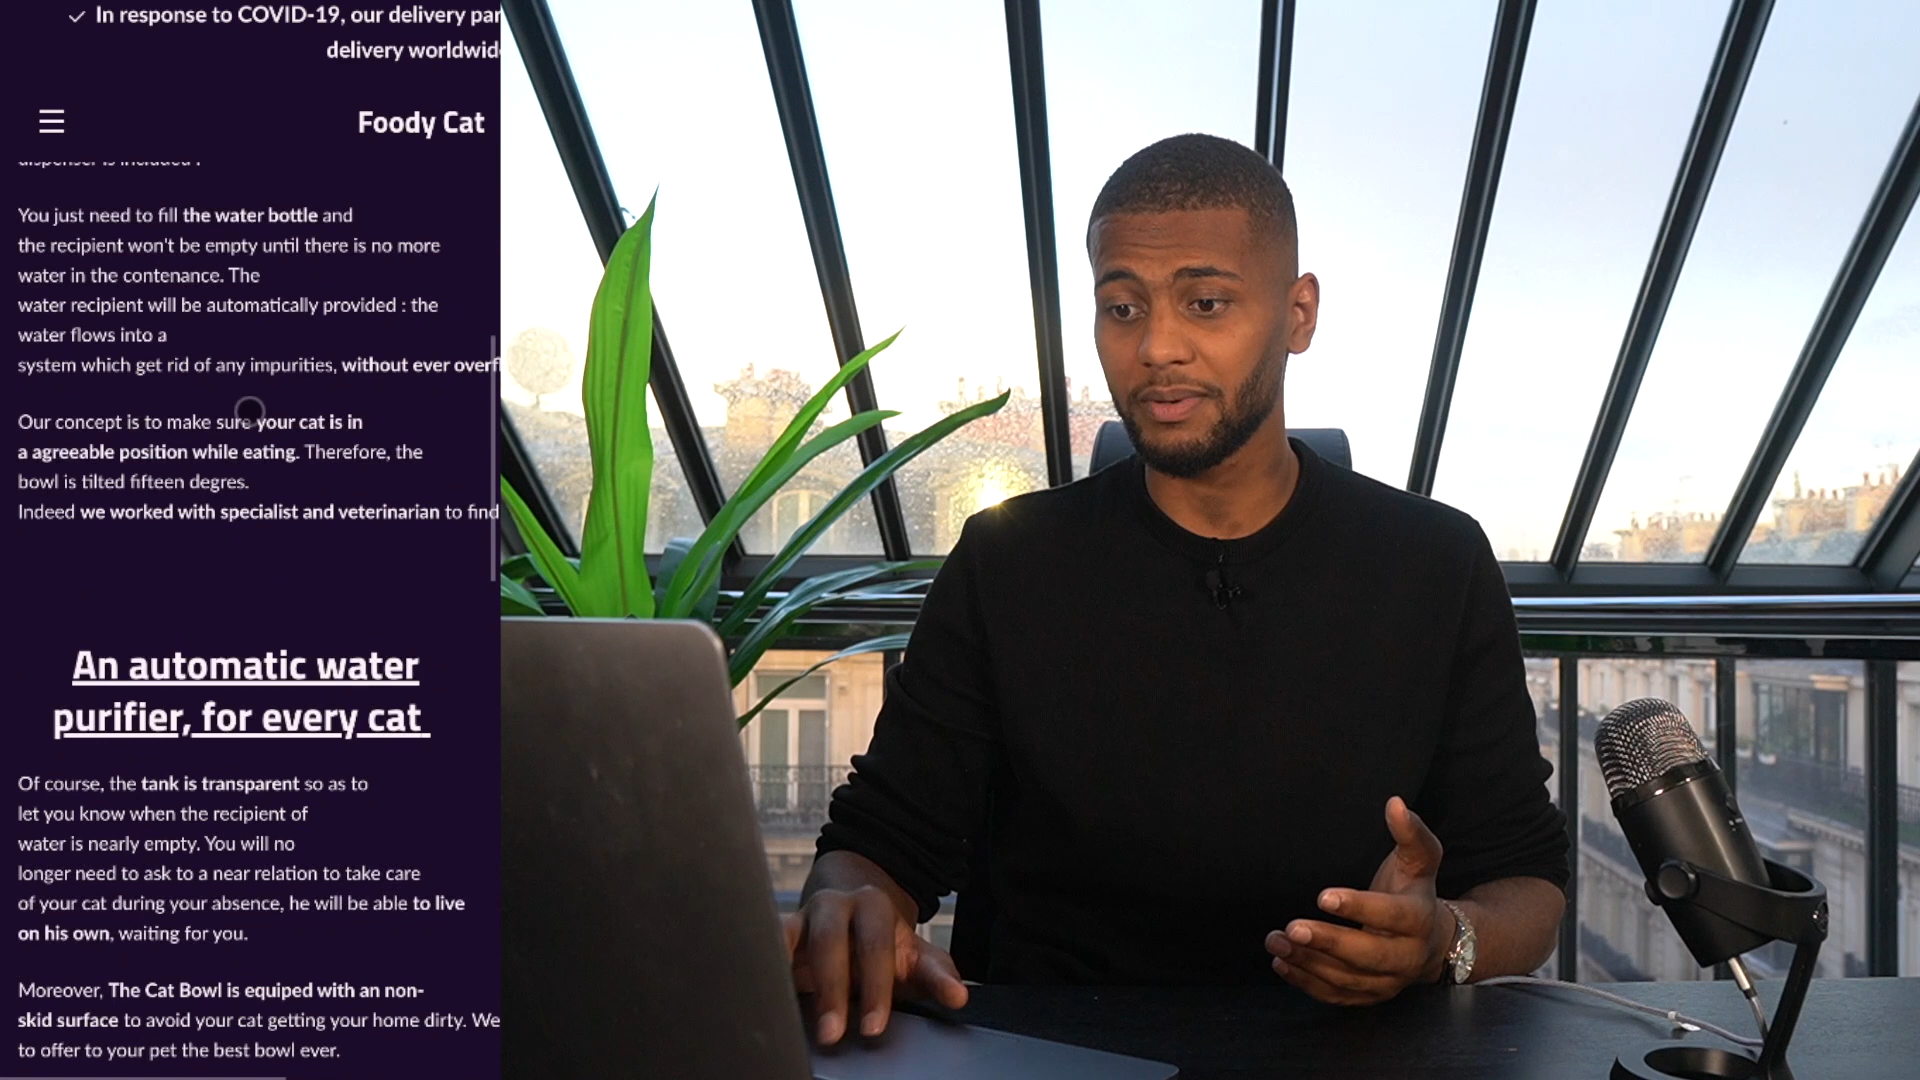 ✓ In response to COVID-19, our delivery
delivery
☰ Foody Cat
dispenser is included !
You just need to fill the water bottle and
the recipient won't be empty until there is no more
water in the contenance. The
water recipient will be automatically provided : the
water flows into a
system which get rid of any impurities, without ever
Our concept is to make sure your cat is in
a agreeable position while eating. Therefore, the
bowl is tilted fifteen degres.
Indeed we worked with specialist and veterinarian to find
An automatic water
purifier, for every cat
Of course, the tank is transparent so as to
let you know when the recipient of
water is nearly empty. You will no
longer need to ask to a near relation to take care
of your cat during your absence, he will be able to live
on his own, waiting for you.
Moreover, The Cat Bowl is equiped with an non-
skid surface to avoid your cat getting your home dirty. We
to offer to your pet the best bowl ever.